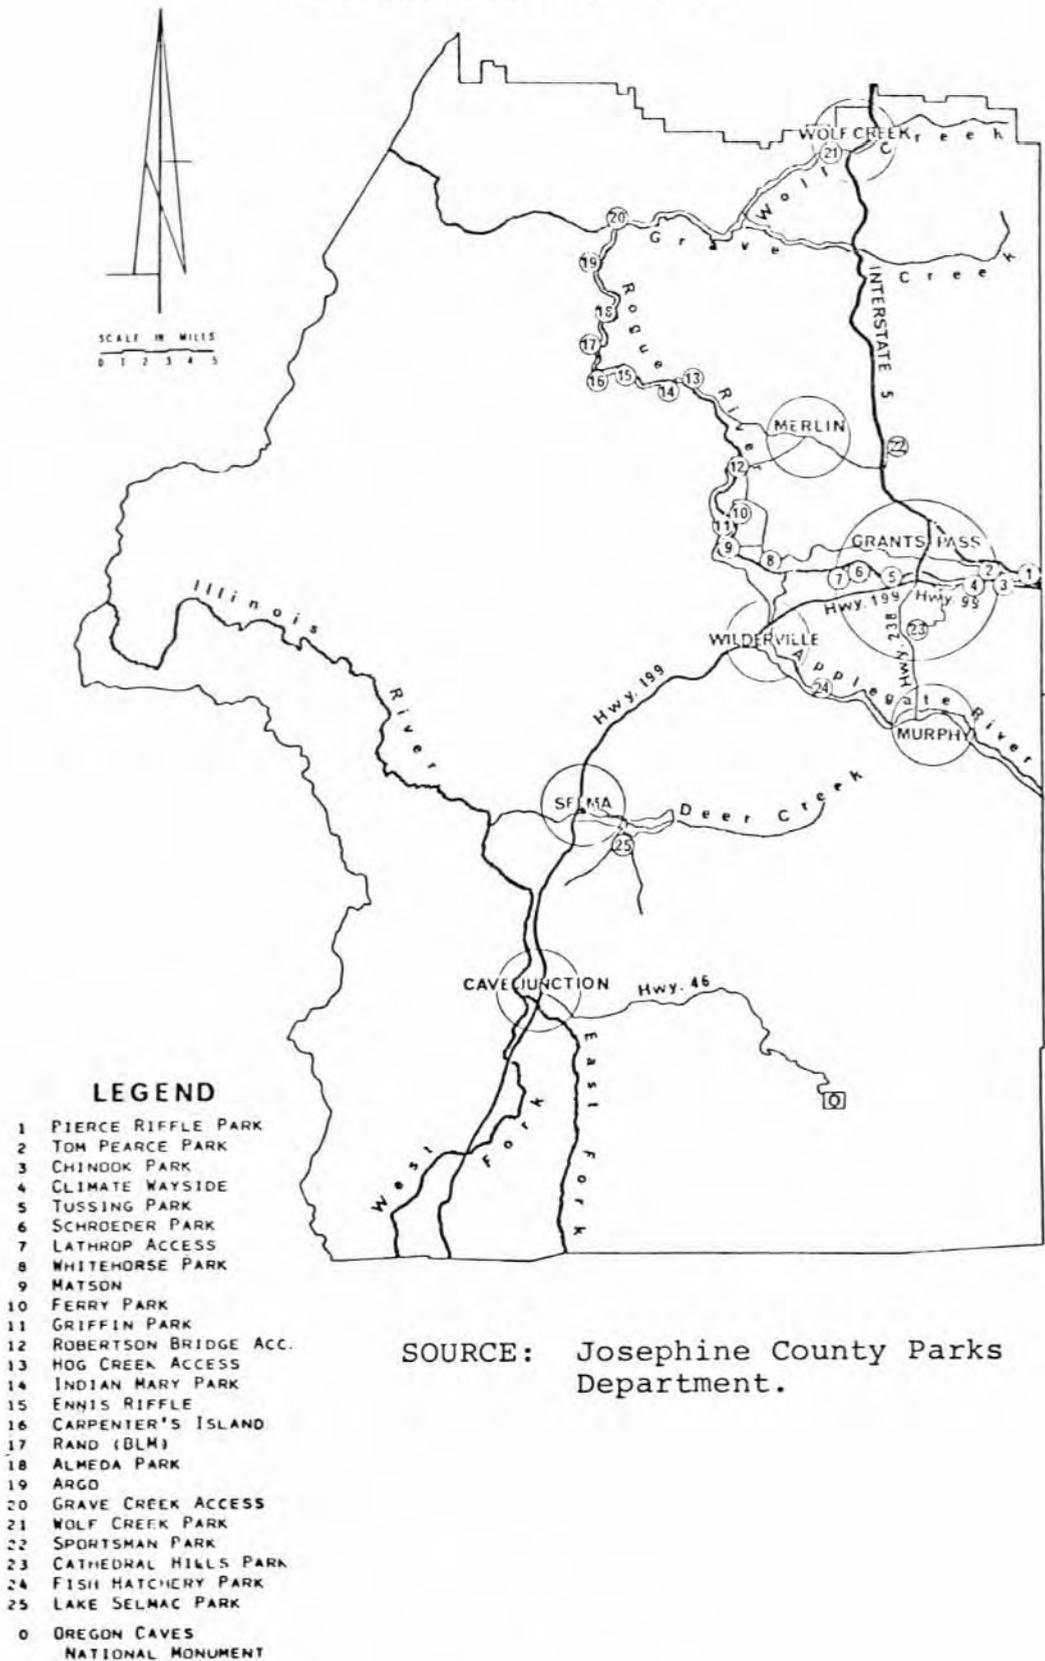 WOLF CREEK
Creek
21
Wolf
20
Grave
Creek
19
INTERSTATE 5
Rogue
River
18
SCALE IN MILES
0 1 2 3 4 5
17
16
15
14
13
MERLIN
22
12
10
11
GRANTS PASS
9
8
7
6
5
4
2
3
1
Hwy. 199
Hwy. 99
Illinois
River
WILDERVILLE
Hwy. 238
23
Applegate River
24
Hwy. 199
MURPHY
SELMA
Deer Creek
25
CAVE JUNCTION
Hwy. 46
East Fork
O
West Fork
LEGEND
1 PIERCE RIFFLE PARK
2 TOM PEARCE PARK
3 CHINOOK PARK
4 CLIMATE WAYSIDE
5 TUSSING PARK
6 SCHROEDER PARK
7 LATHROP ACCESS
8 WHITEHORSE PARK
9 MATSON
10 FERRY PARK
11 GRIFFIN PARK
12 ROBERTSON BRIDGE ACC.
13 HOG CREEK ACCESS
14 INDIAN MARY PARK
15 ENNIS RIFFLE
16 CARPENTER'S ISLAND
17 RAND (BLM)
18 ALMEDA PARK
19 ARGO
20 GRAVE CREEK ACCESS
21 WOLF CREEK PARK
22 SPORTSMAN PARK
23 CATHEDRAL HILLS PARK
24 FISH HATCHERY PARK
25 LAKE SELMAC PARK
O OREGON CAVES
NATIONAL MONUMENT
SOURCE: Josephine County Parks
Department.